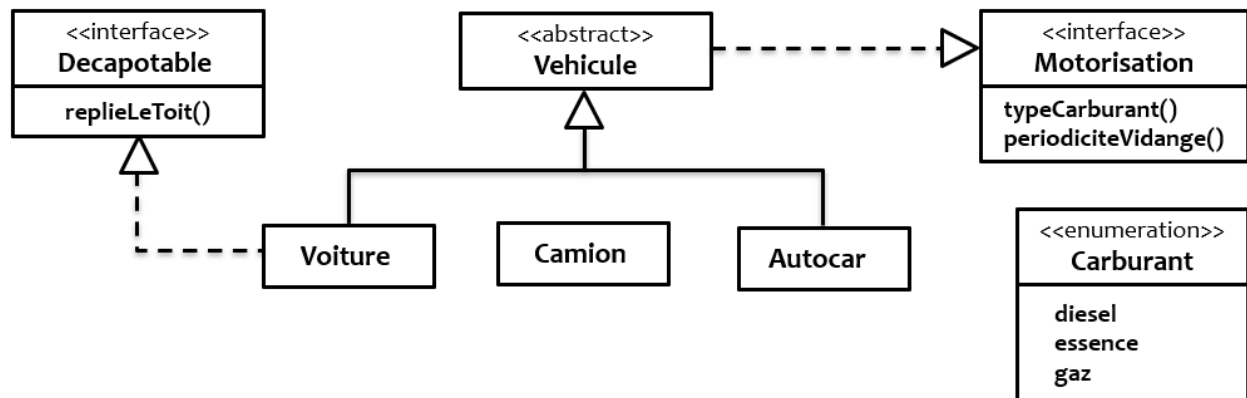 <<interface>>
Decapotable
replieLeToit()
<<abstract>>
Vehicule
<<interface>>
Motorisation
typeCarburant()
periodiciteVidange()
Voiture
Camion
Autocar
<<enumeration>>
Carburant
diesel
essence
gaz